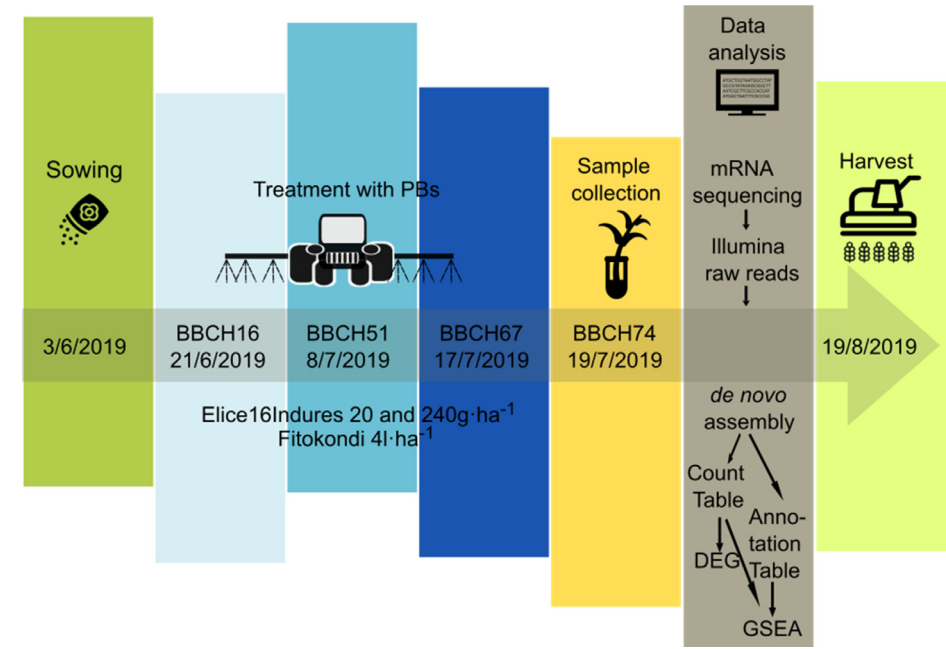 Sowing
3/6/2019
Treatment with PBs
BBCH16
21/6/2019
BBCH51
8/7/2019
BBCH67
17/7/2019
Elice16Indures 20 and 240g·ha⁻¹
Fitokondi 4l·ha⁻¹
Sample
collection
BBCH74
19/7/2019
Data
analysis
mRNA
sequencing
Illumina
raw reads
de novo
assembly
Count
Table
Anno-
tation
Table
DEG
GSEA
Harvest
19/8/2019